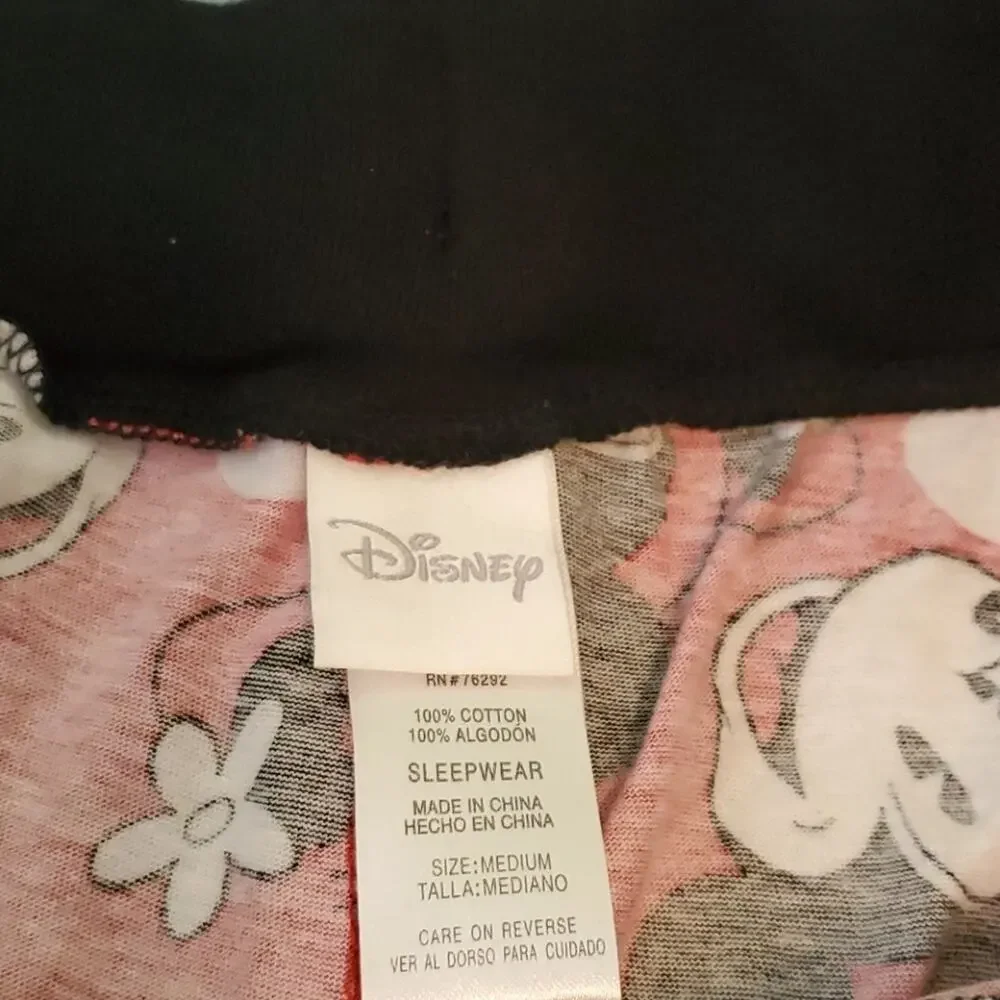 Disney
RN#76292
100% COTTON
100% ALGODÓN
SLEEPWEAR
MADE IN CHINA
HECHO EN CHINA
SIZE:MEDIUM
TALLA:MEDIANO
CARE ON REVERSE
VER AL DORSO PARA CUIDADO